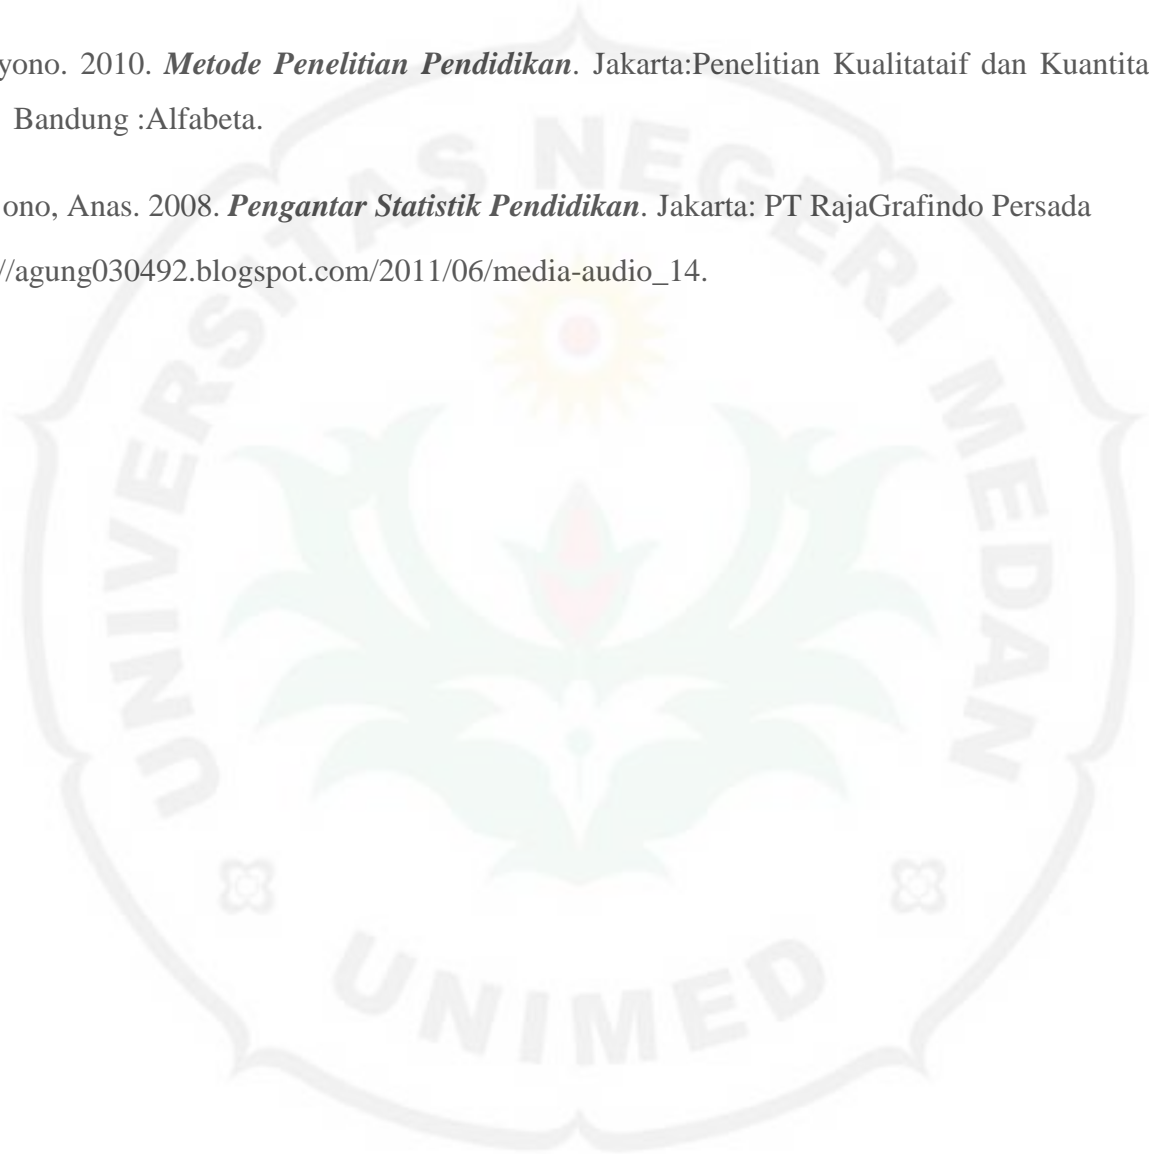 yono. 2010. Metode Penelitian Pendidikan. Jakarta:Penelitian Kualitataif dan Kuantita
Bandung :Alfabeta.
ono, Anas. 2008. Pengantar Statistik Pendidikan. Jakarta: PT RajaGrafindo Persada
//agung030492.blogspot.com/2011/06/media-audio_14.
UNIVERSITAS NEGERI MEDAN
UNIMED